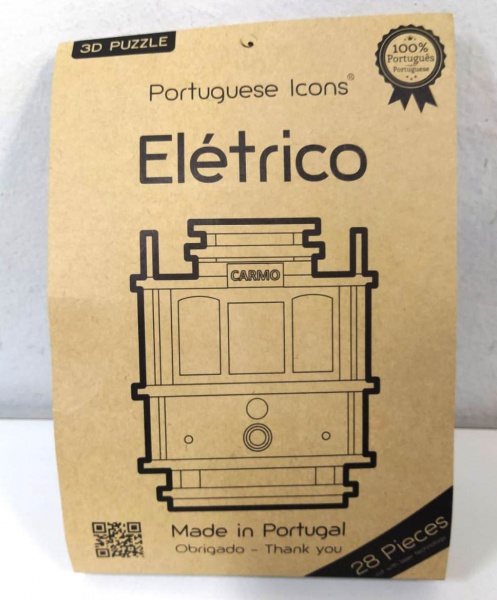 3D PUZZLE
100%
Português
Portuguese
Portuguese Icons®
Elétrico
CARMO
Made in Portugal
Obrigado - Thank you
28 Pieces